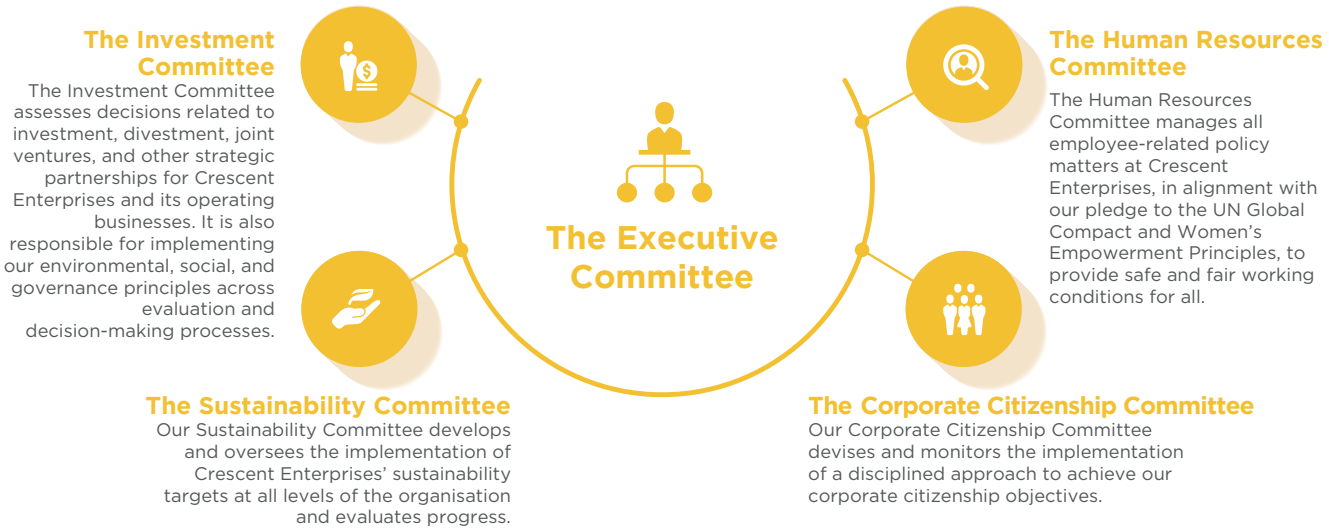 The Investment
Committee
The Investment Committee
assesses decisions related to
investment, divestment, joint
ventures, and other strategic
partnerships for Crescent
Enterprises and its operating
businesses. It is also
responsible for implementing
our environmental, social, and
governance principles across
evaluation and
decision-making processes.
The Sustainability Committee
Our Sustainability Committee develops
and oversees the implementation of
Crescent Enterprises’ sustainability
targets at all levels of the organisation
and evaluates progress.
$
The Executive
Committee
The Human Resources
Committee
The Human Resources
Committee manages all
employee-related policy
matters at Crescent
Enterprises, in alignment with
our pledge to the UN Global
Compact and Women’s
Empowerment Principles, to
provide safe and fair working
conditions for all.
The Corporate Citizenship Committee
Our Corporate Citizenship Committee
devises and monitors the implementation
of a disciplined approach to achieve our
corporate citizenship objectives.